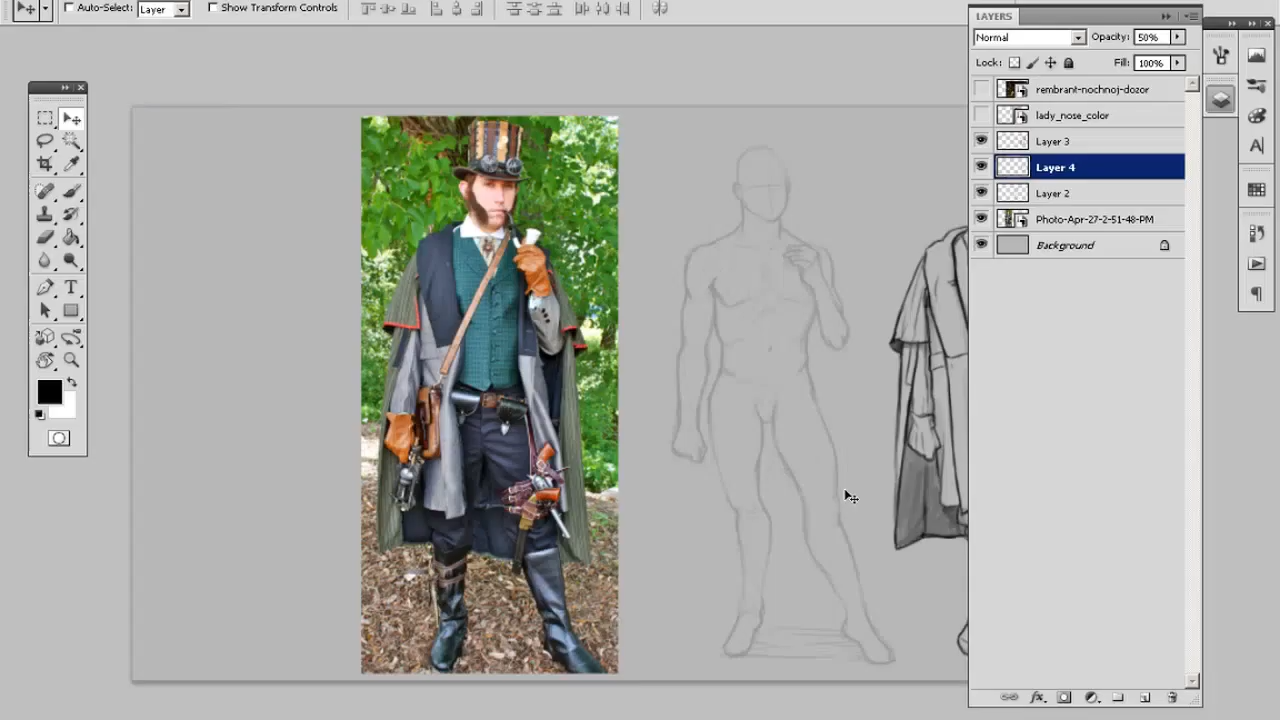 Auto-Select: Layer Show Transform Controls
LAYERS
Normal Opacity: 50%
Lock: Fill: 100%
rembrant-nochnoj-dozor
lady_nose_color
Layer 3
Layer 4
Layer 2
Photo-Apr-27-2-51-48-PM
Background